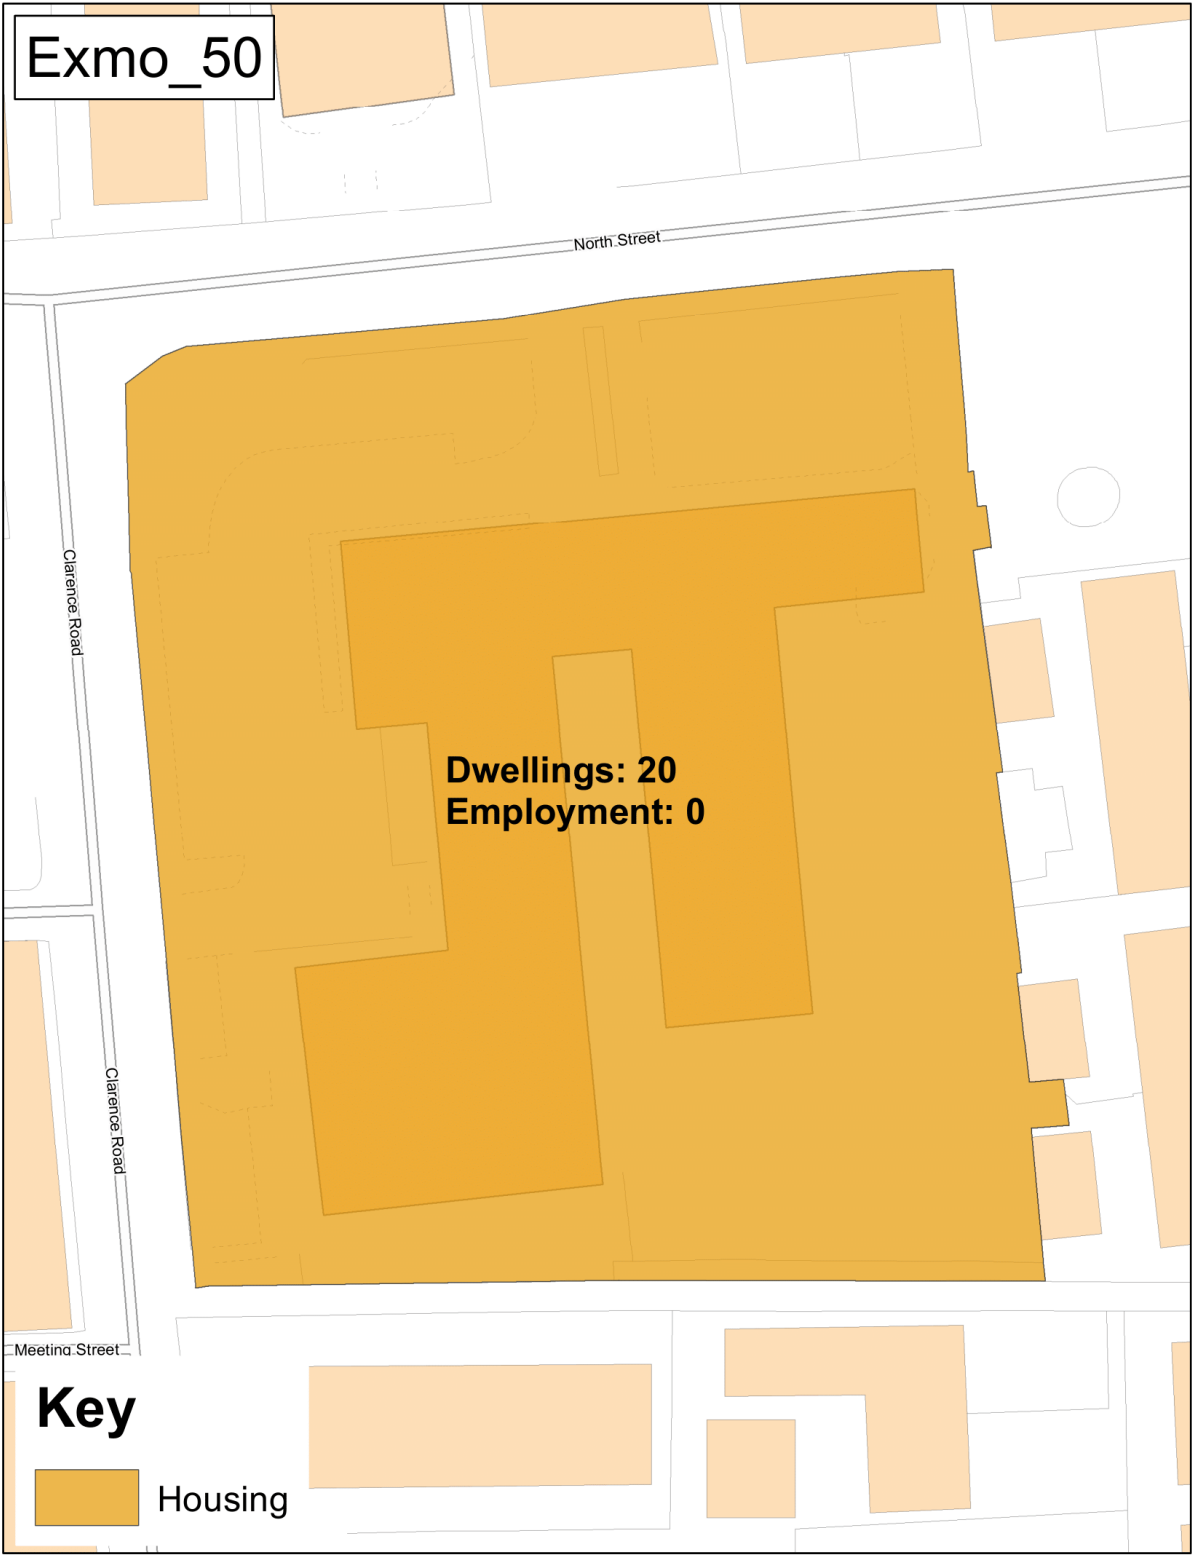 Exmo_50
North Street
Clarence Road
Dwellings: 20
Employment: 0
Clarence Road
Meeting Street
Key
Housing